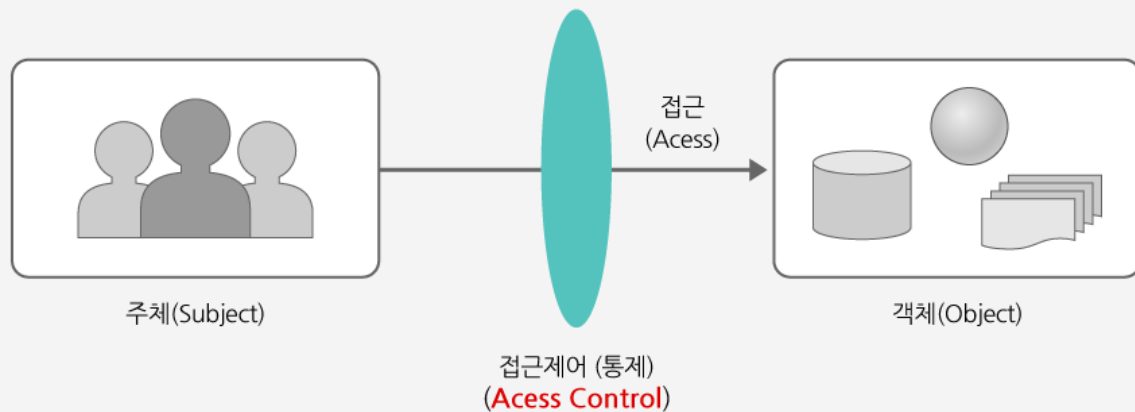 접근
(Acess)
주체(Subject)
객체(Object)
접근제어 (통제)
(Acess Control)